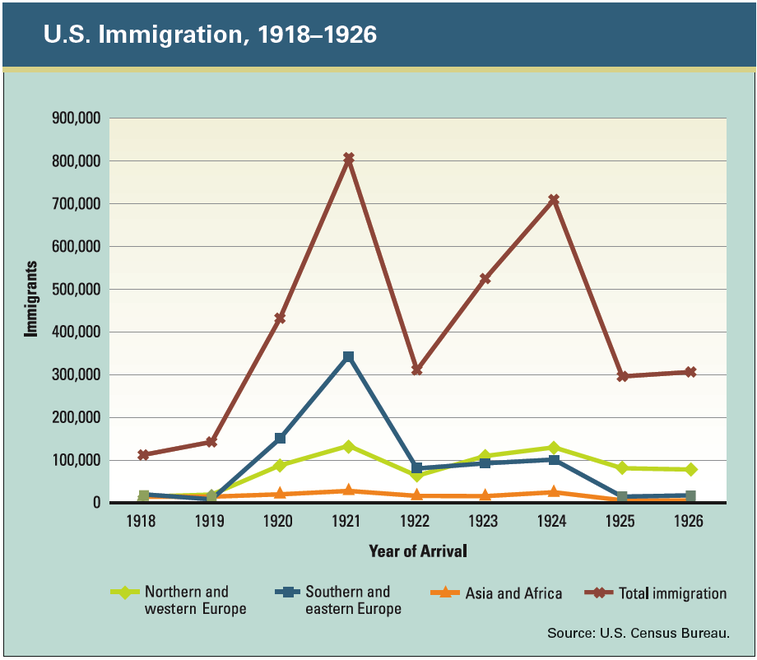 U.S. Immigration, 1918–1926
900,000
800,000
700,000
600,000
500,000
400,000
300,000
200,000
100,000
0
Immigrants
1918 1919 1920 1921 1922 1923 1924 1925 1926
Year of Arrival
Northern and
western Europe
Southern and
eastern Europe
Asia and Africa
Total immigration
Source: U.S. Census Bureau.